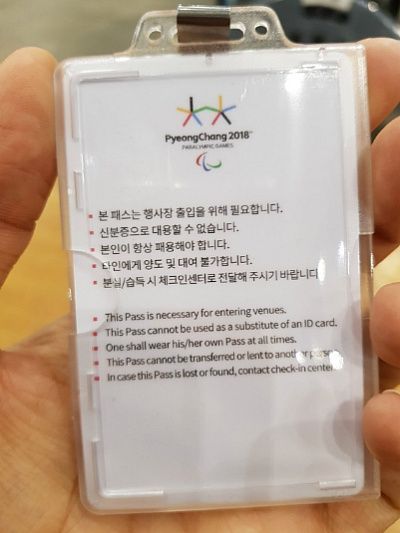 PyeongChang 2018™
PARALYMPIC GAMES
본 패스는 행사장 출입을 위해 필요합니다.
신분증으로 대용할 수 없습니다.
본인이 항상 패용해야 합니다.
타인에게 양도 및 대여 불가합니다.
분실/습득 시 체크인센터로 전달해 주시기 바랍니다.
This Pass is necessary for entering venues.
This Pass cannot be used as a substitute of an ID card.
One shall wear his/her own Pass at all times.
This Pass cannot be transferred or lent to another person.
In case this Pass is lost or found, contact check-in center.